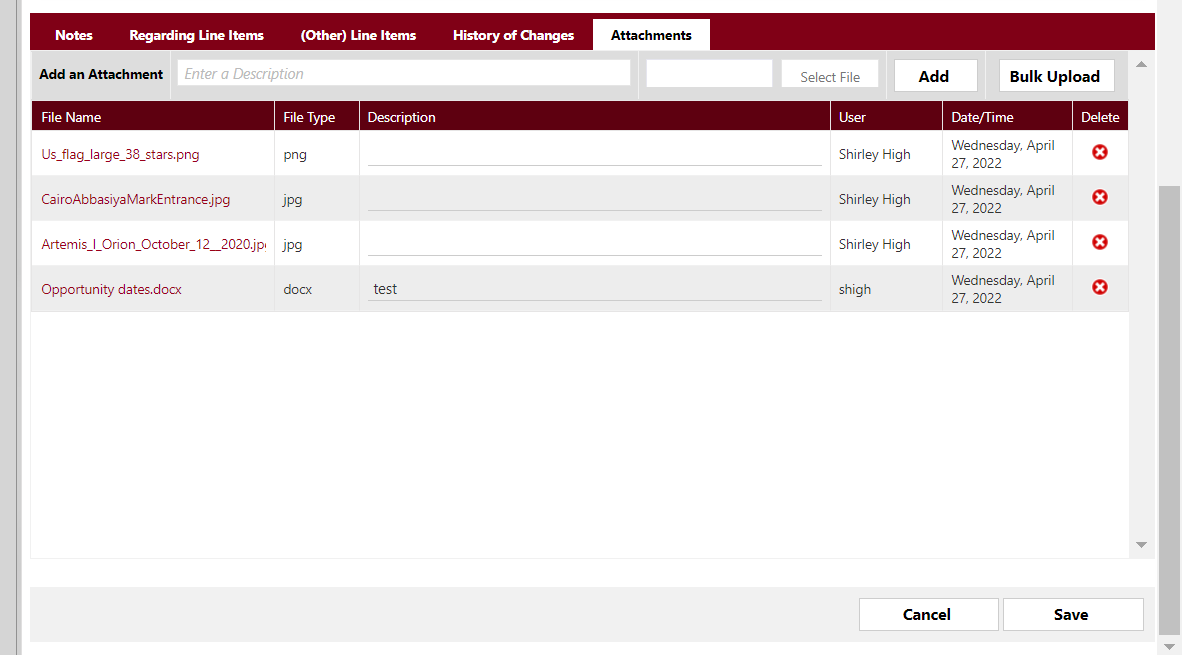 Notes Regarding Line Items (Other) Line Items History of Changes Attachments
Add an Attachment Enter a Description Select File Add Bulk Upload
File Name File Type Description User Date/Time Delete
Us_flag_large_38_stars.png png Shirley High Wednesday, April
27, 2022
CairoAbbasiyaMarkEntrance.jpg jpg Shirley High Wednesday, April
27, 2022
Artemis_I_Orion_October_12__2020.jp jpg Shirley High Wednesday, April
27, 2022
Opportunity dates.docx docx test shigh Wednesday, April
27, 2022
Cancel Save